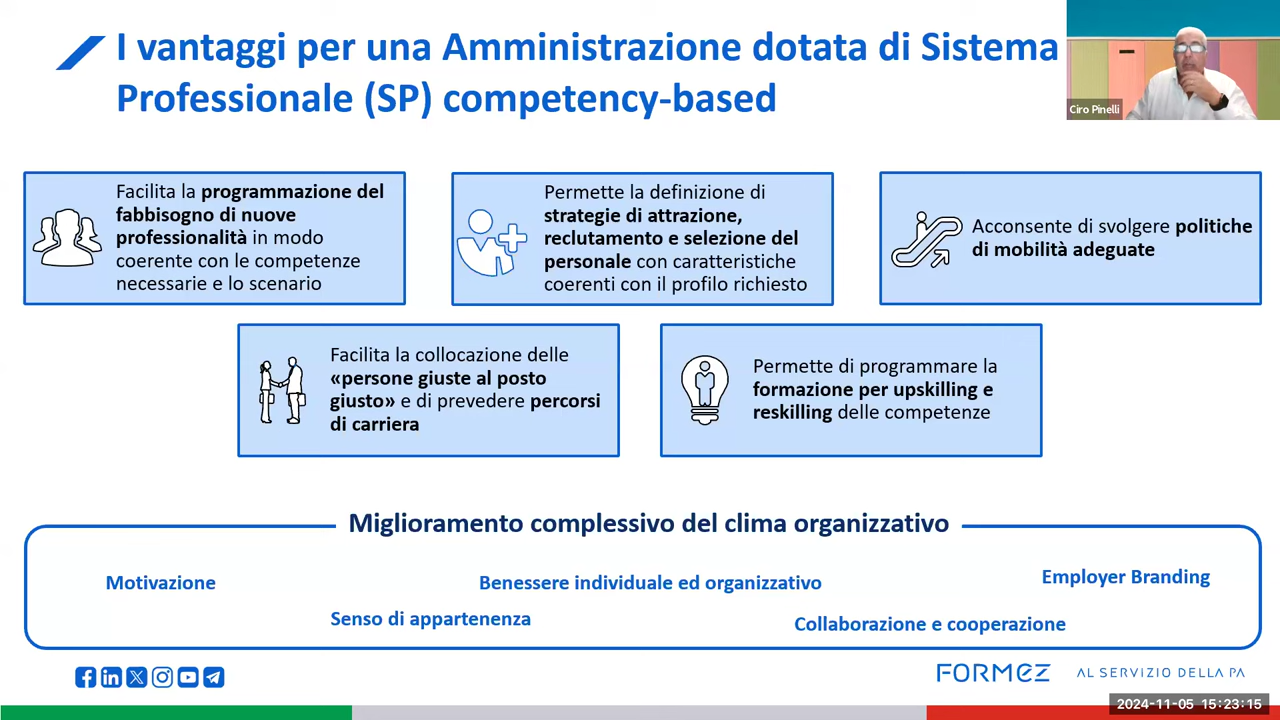 I vantaggi per una Amministrazione dotata di Sistema
Professionale (SP) competency-based
Ciro Pinelli
Facilita la programmazione del
fabbisogno di nuove
professionalità in modo
coerente con le competenze
necessarie e lo scenario
Permette la definizione di
strategie di attrazione,
reclutamento e selezione del
personale con caratteristiche
coerenti con il profilo richiesto
Acconsente di svolgere politiche
di mobilità adeguate
Facilita la collocazione delle
«persone giuste al posto
giusto» e di prevedere percorsi
di carriera
Permette di programmare la
formazione per upskilling e
reskilling delle competenze
Miglioramento complessivo del clima organizzativo
Motivazione
Benessere individuale ed organizzativo
Employer Branding
Senso di appartenenza
Collaborazione e cooperazione
FORMEZ AL SERVIZIO DELLA PA
2024-11-05 15:23:15